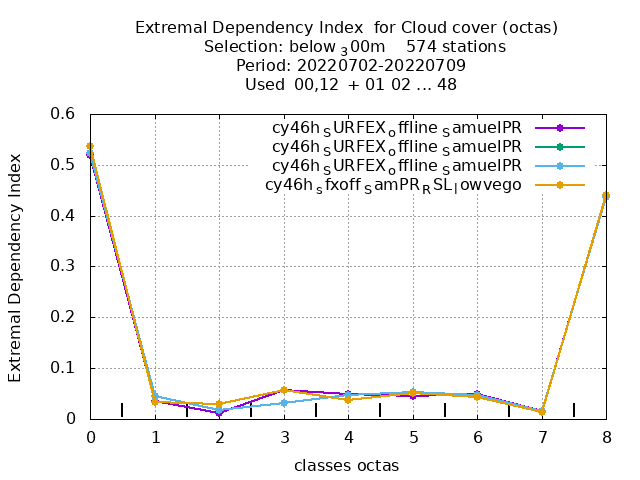 Extremal Dependency Index for Cloud cover (octas)
Selection: below 300m 574 stations
Period: 20220702-20220709
Used 00,12 + 01 02 ... 48
cy46h sURFEX offline SamuelPR
cy46h SURFEX offline SamuelPR
cy46h SURFEX offline SamuelPR
cy46h sfxoff SamPR RSL lowvego
Extremal Dependency Index
0.6
0.5
0.4
0.3
0.2
0.1
0
0 1 2 3 4 5 6 7 8
classes octas